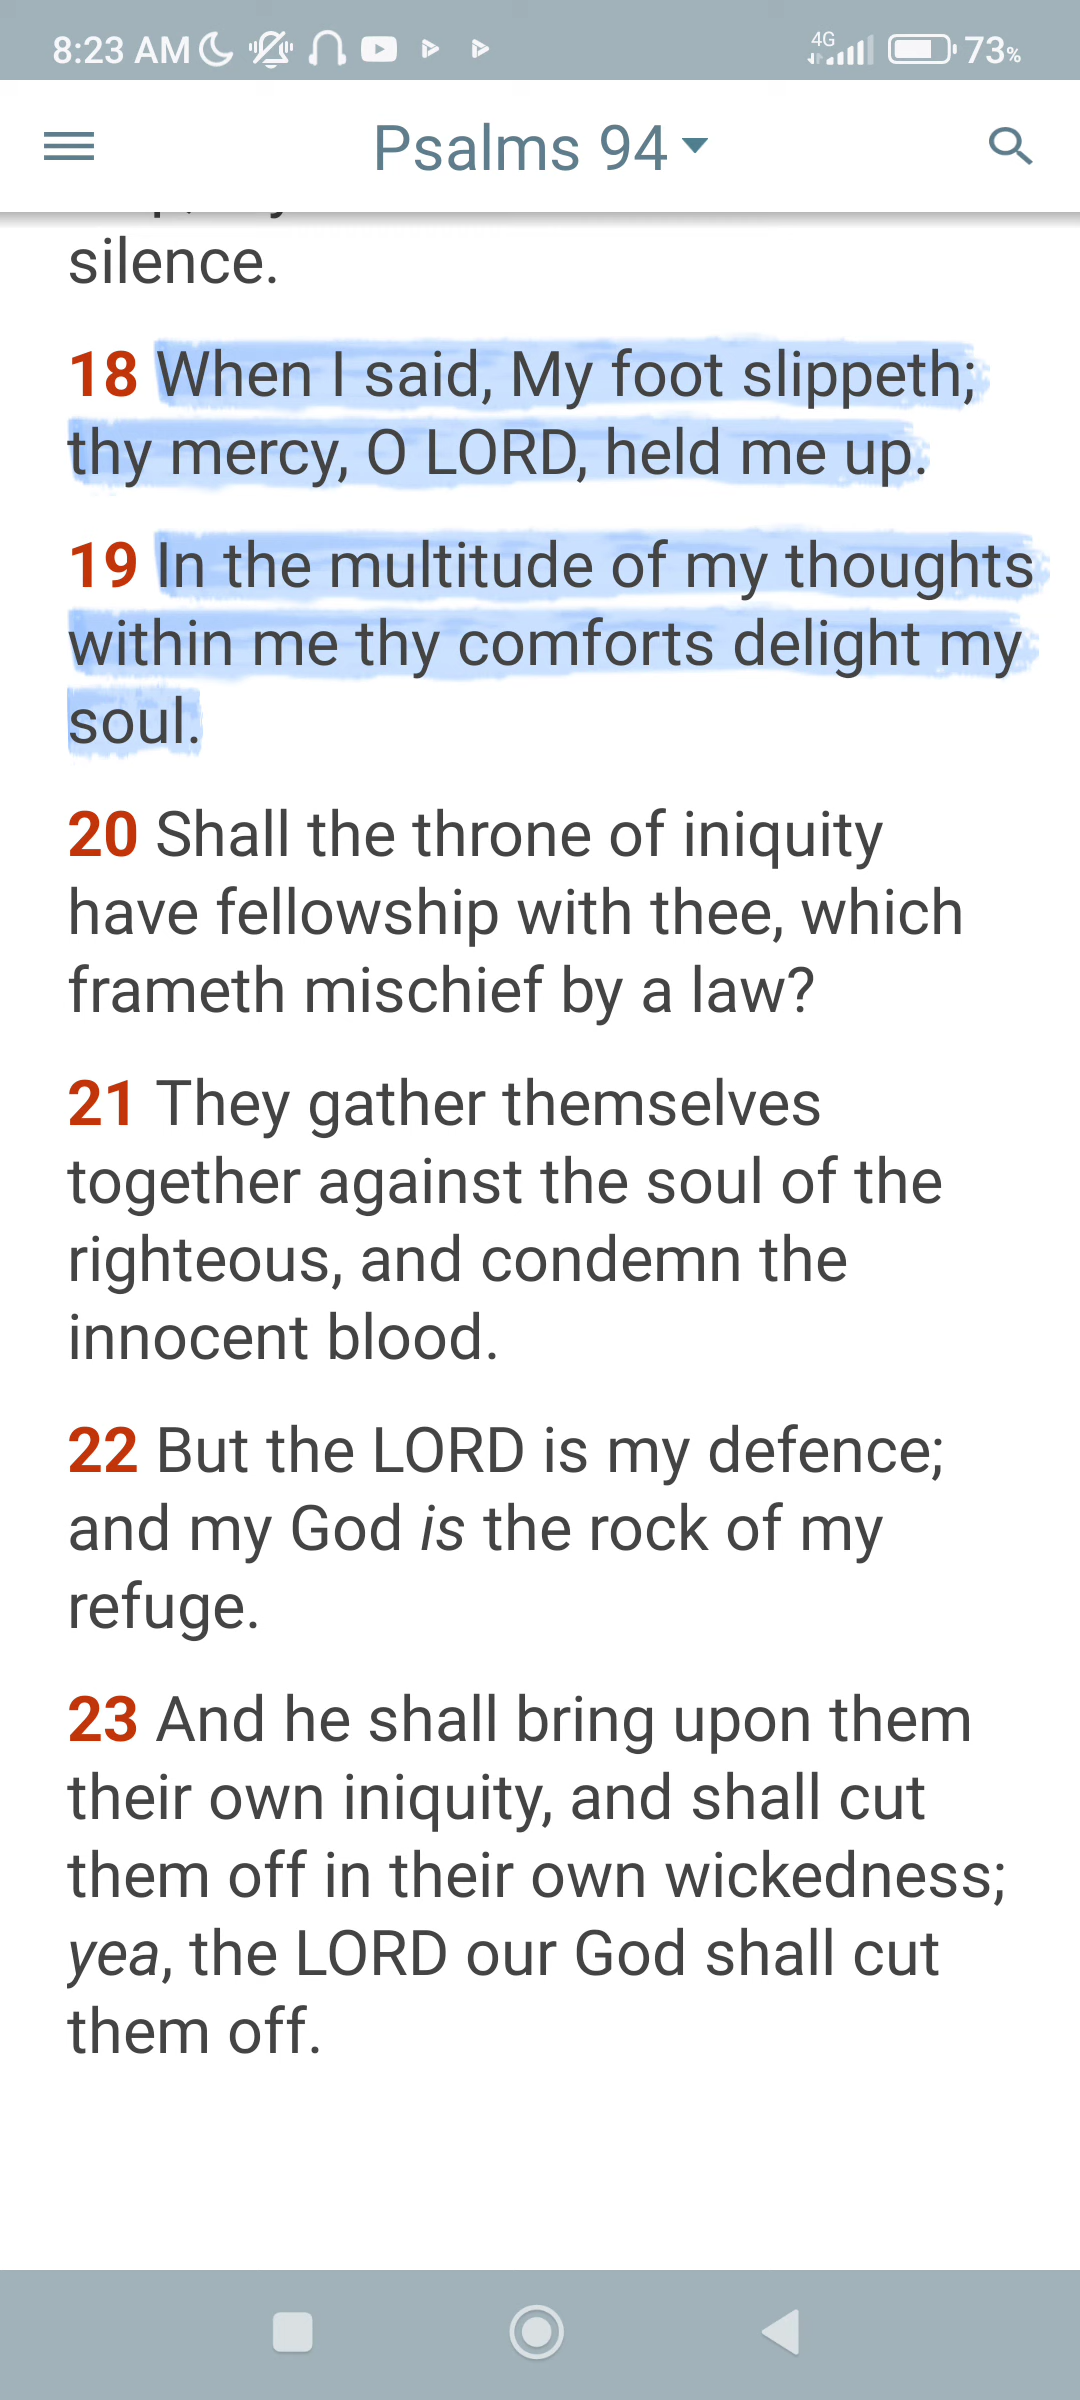 8:23 AM 4G 73%
Psalms 94
silence.
18 When I said, My foot slippeth;
thy mercy, O LORD, held me up.
19 In the multitude of my thoughts
within me thy comforts delight my
soul.
20 Shall the throne of iniquity
have fellowship with thee, which
frameth mischief by a law?
21 They gather themselves
together against the soul of the
righteous, and condemn the
innocent blood.
22 But the LORD is my defence;
and my God is the rock of my
refuge.
23 And he shall bring upon them
their own iniquity, and shall cut
them off in their own wickedness;
yea, the LORD our God shall cut
them off.